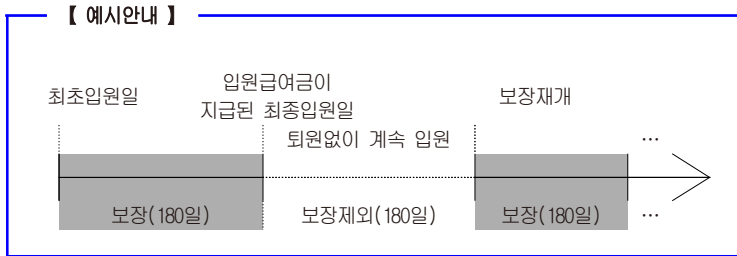 【 예시안내 】
최초입원일
입원급여금이
지급된 최종입원일
보장재개
퇴원없이 계속 입원
…
보장(180일)
보장제외(180일)
보장(180일)
…